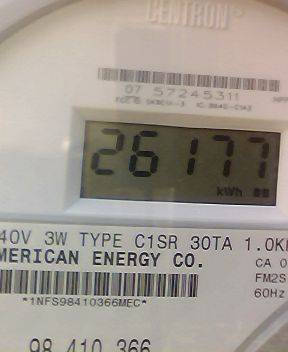 CENTRON
07 57245311
26177
kWh
40V 3W TYPE C1SR 30TA 1.0K
MERICAN ENERGY CO.
CA 0
FM2S
*1NFS98410366MEC*
60Hz
98 410 366